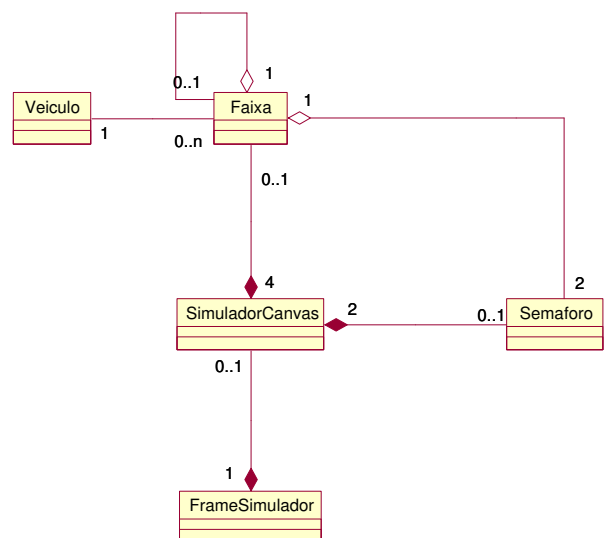 0..1
1
Veiculo
Faixa
1
1
0..n
0..1
4
2
SimuladorCanvas
2
0..1
Semaforo
0..1
1
FrameSimulador